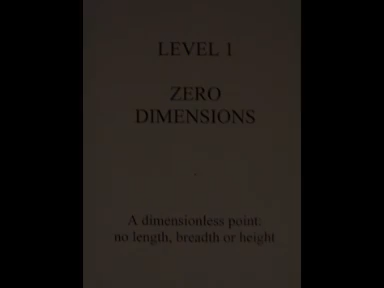 LEVEL 1
ZERO
DIMENSIONS
A dimensionless point:
no length, breadth or height